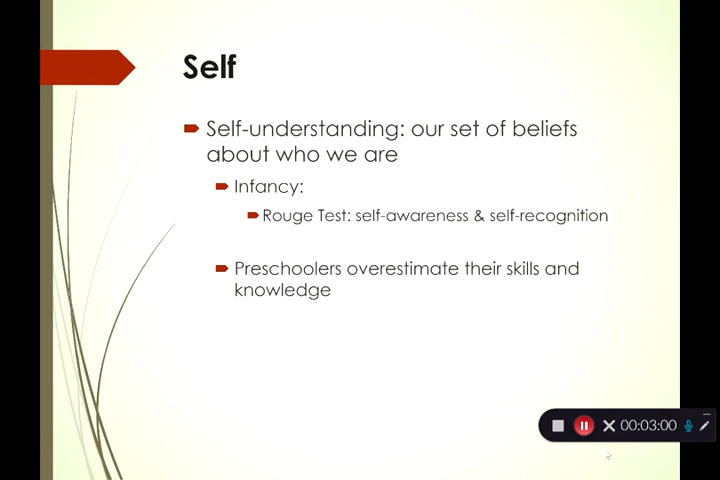 Self
Self-understanding: our set of beliefs
about who we are
Infancy:
Rouge Test: self-awareness & self-recognition
Preschoolers overestimate their skills and
knowledge
00:03:00